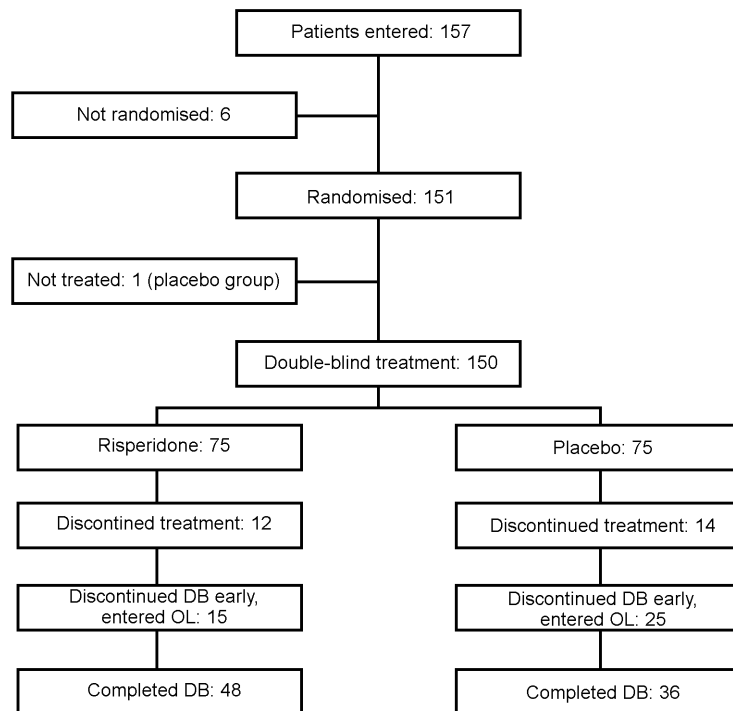 Patients entered: 157
Not randomised: 6
Randomised: 151
Not treated: 1 (placebo group)
Double-blind treatment: 150
Risperidone: 75
Placebo: 75
Discontined treatment: 12
Discontinued treatment: 14
Discontinued DB early,
entered OL: 15
Discontinued DB early,
entered OL: 25
Completed DB: 48
Completed DB: 36